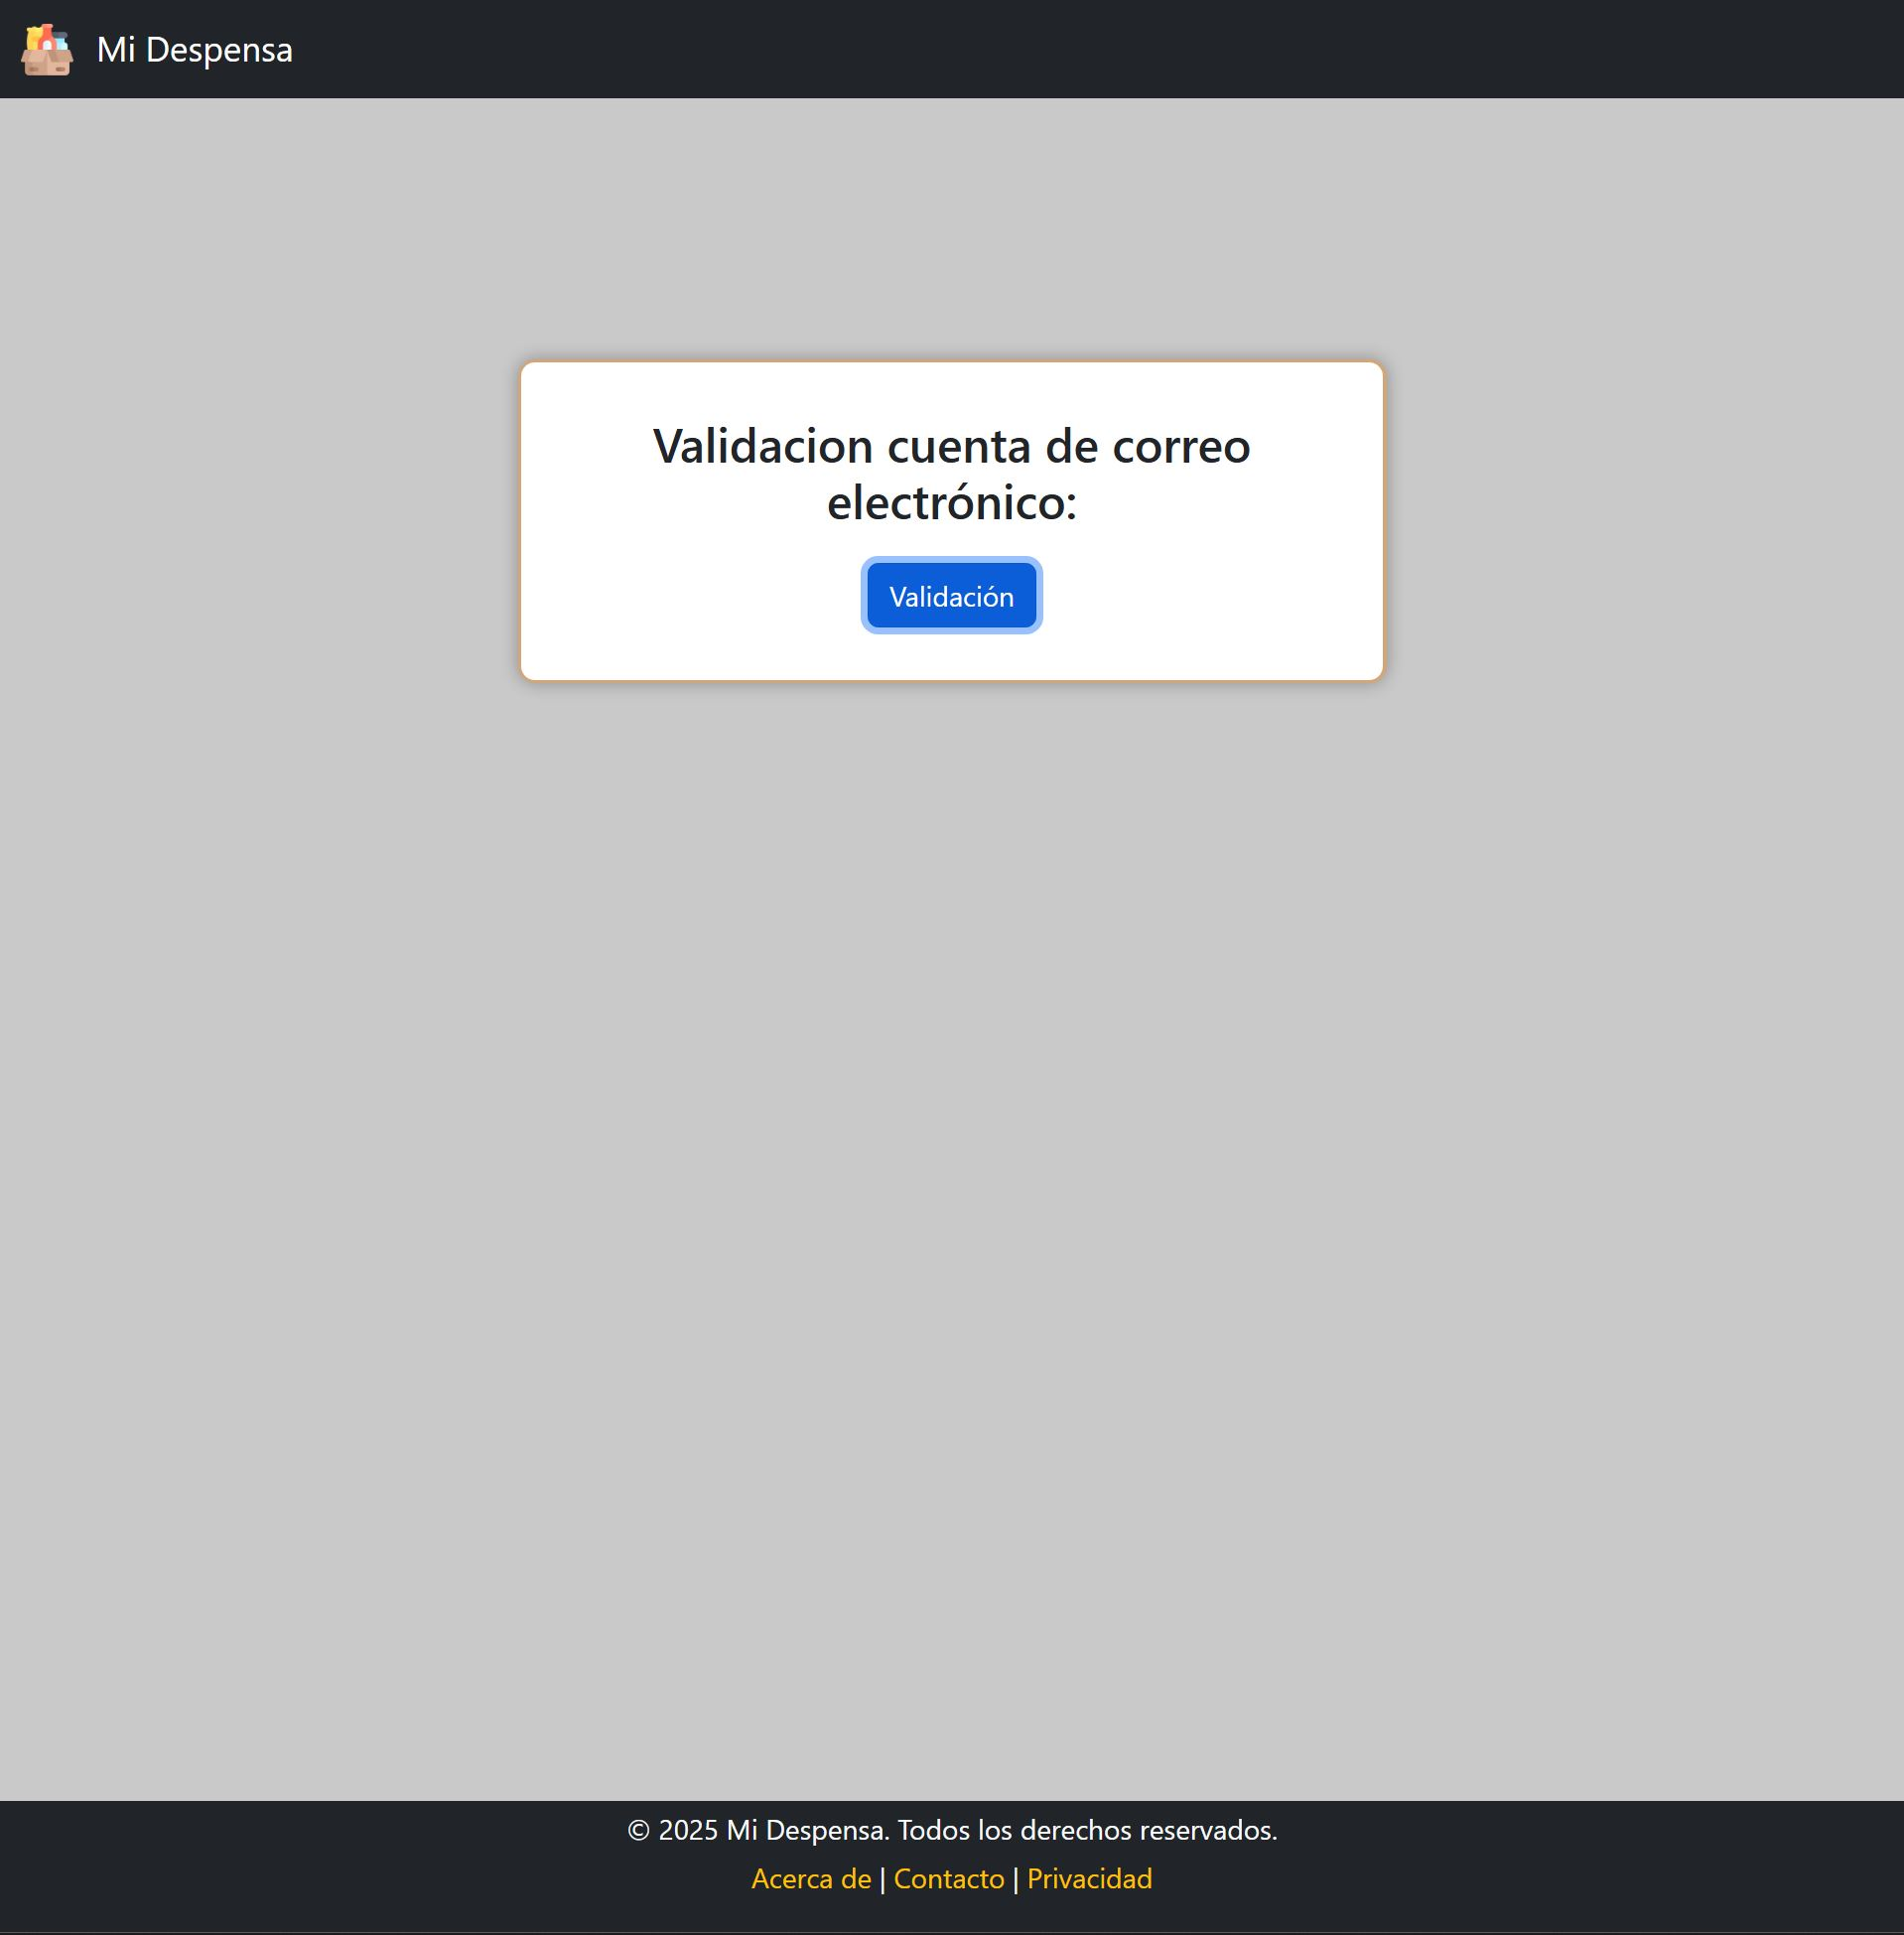 Mi Despensa
Validacion cuenta de correo
electrónico:
Validación
© 2025 Mi Despensa. Todos los derechos reservados.
Acerca de | Contacto | Privacidad